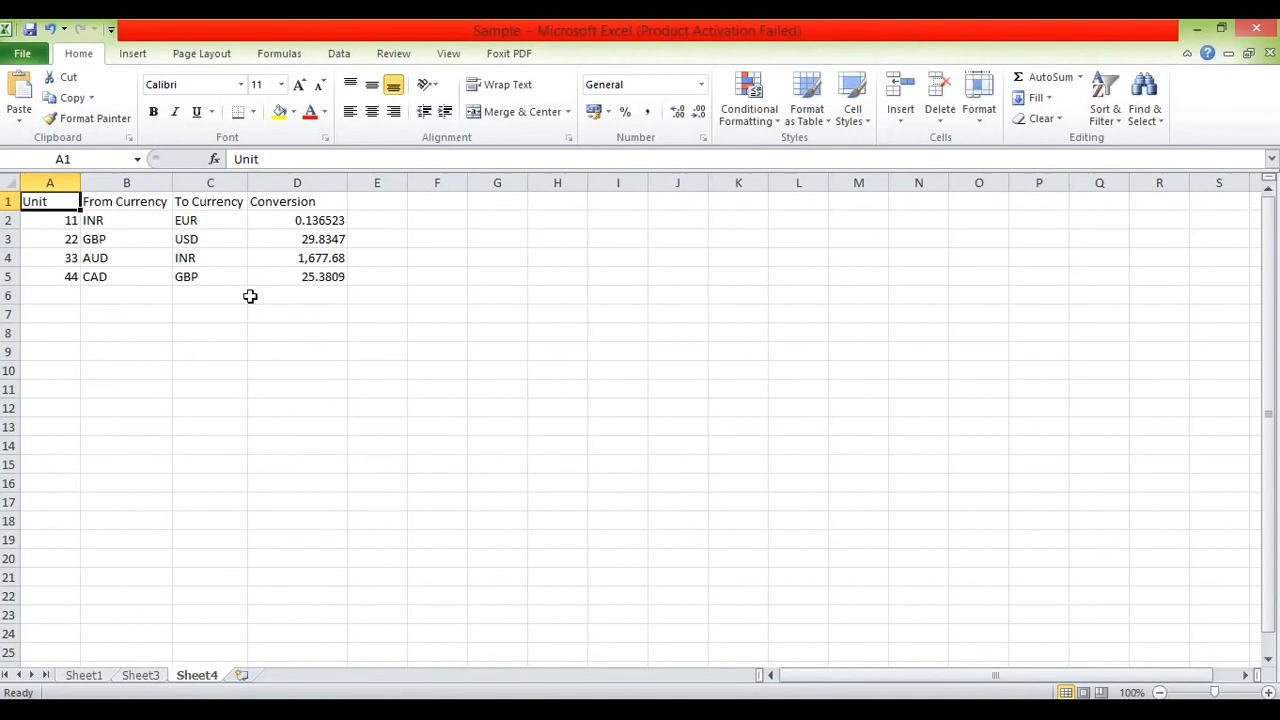 Sample - Microsoft Excel (Product Activation Failed)
File Home Insert Page Layout Formulas Data Review View Foxit PDF
Paste Cut Copy Format Painter Clipboard
Calibri 11 B I U A Font
Wrap Text Merge & Center Alignment
General % , Number
Conditional Formatting Format as Table Cell Styles Styles
Insert Delete Format Cells
AutoSum Fill Clear Sort & Filter Find & Select Editing
A1 fx Unit
A B C D E F G H I J K L M N O P Q R S
1 Unit From Currency To Currency Conversion
2 11 INR EUR 0.136523
3 22 GBP USD 29.8347
4 33 AUD INR 1,677.68
5 44 CAD GBP 25.3809
6
7
8
9
10
11
12
13
14
15
16
17
18
19
20
21
22
23
24
25
Sheet1 Sheet3 Sheet4
Ready 100%